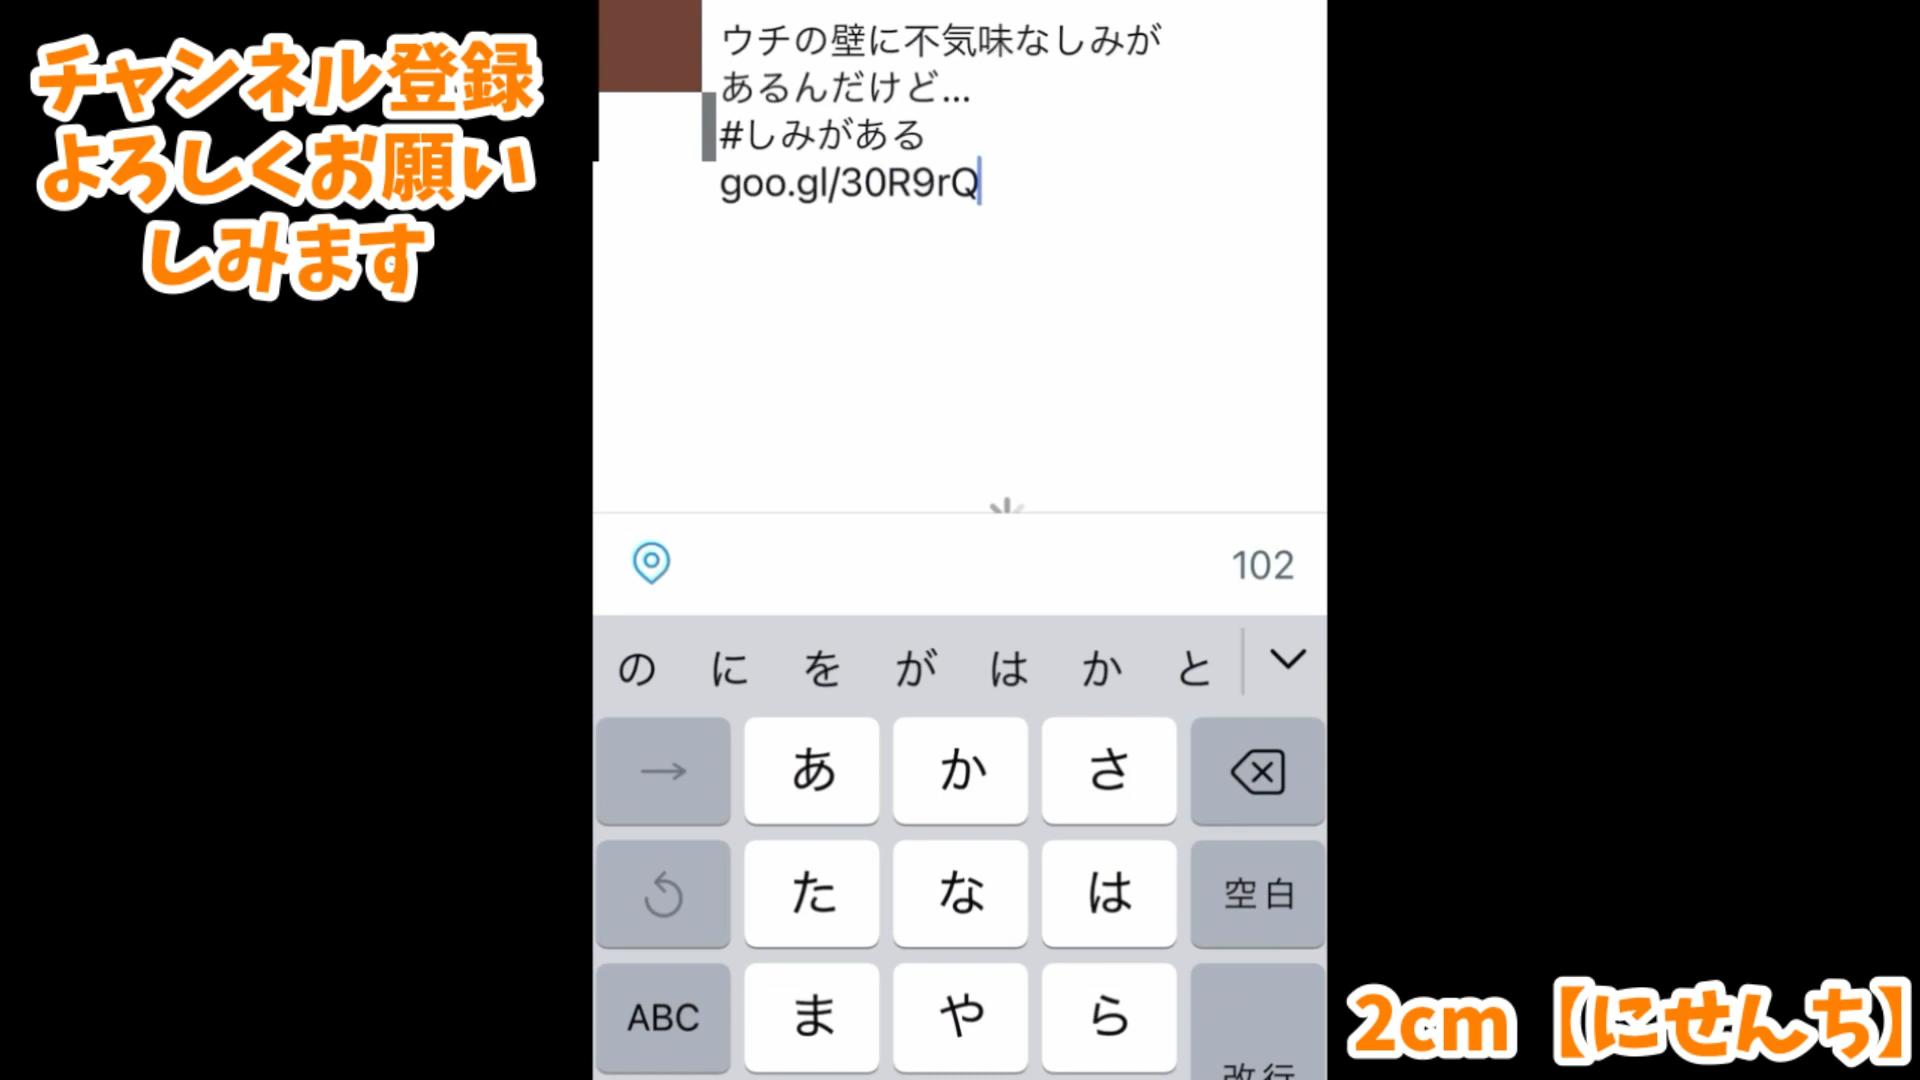 チャンネル登録
よろしくお願い
しみます
ウチの壁に不気味なしみが
あるんだけど...
#しみがある
goo.gl/30R9rQ
102
の に を が は か と
→ あ か さ
た な は 空白
ABC ま や ら
改行
2cm【にせんち】